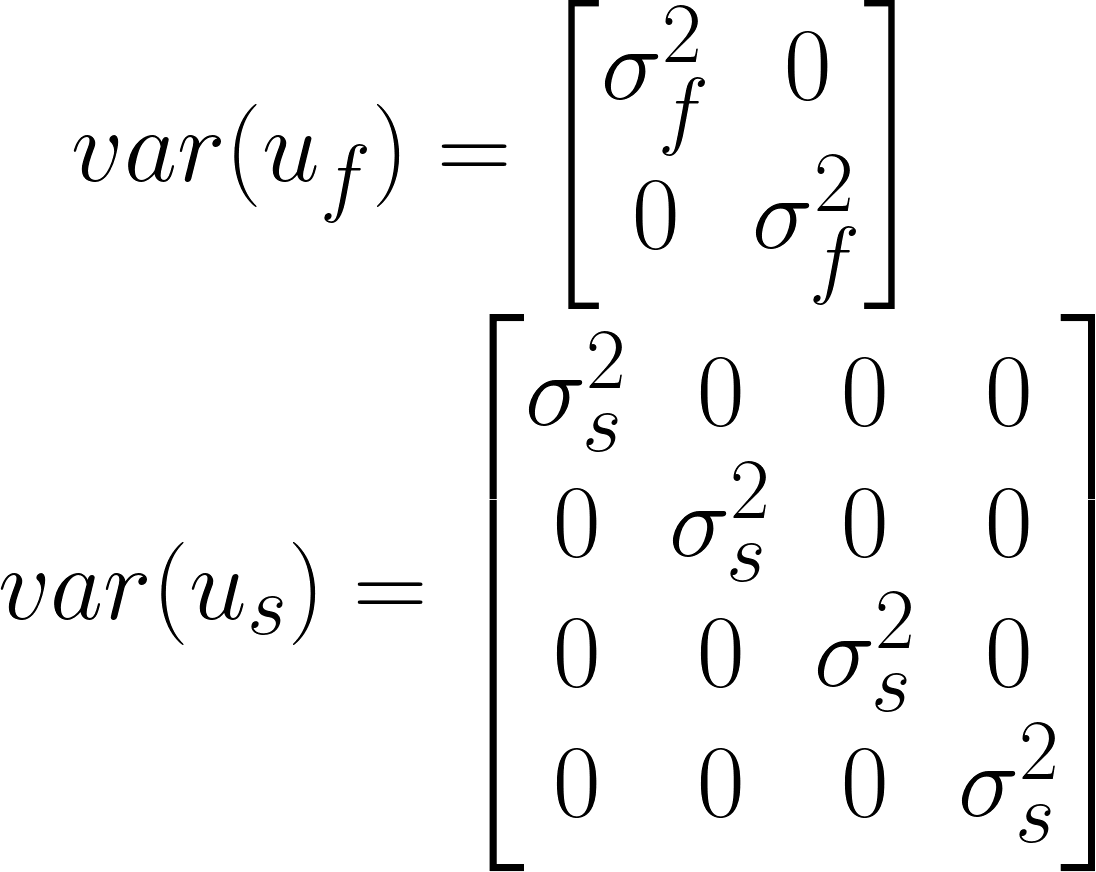 var(u_f) = [σ_f^2 0
0 σ_f^2]
var(u_s) = [σ_s^2 0 0 0
0 σ_s^2 0 0
0 0 σ_s^2 0
0 0 0 σ_s^2]